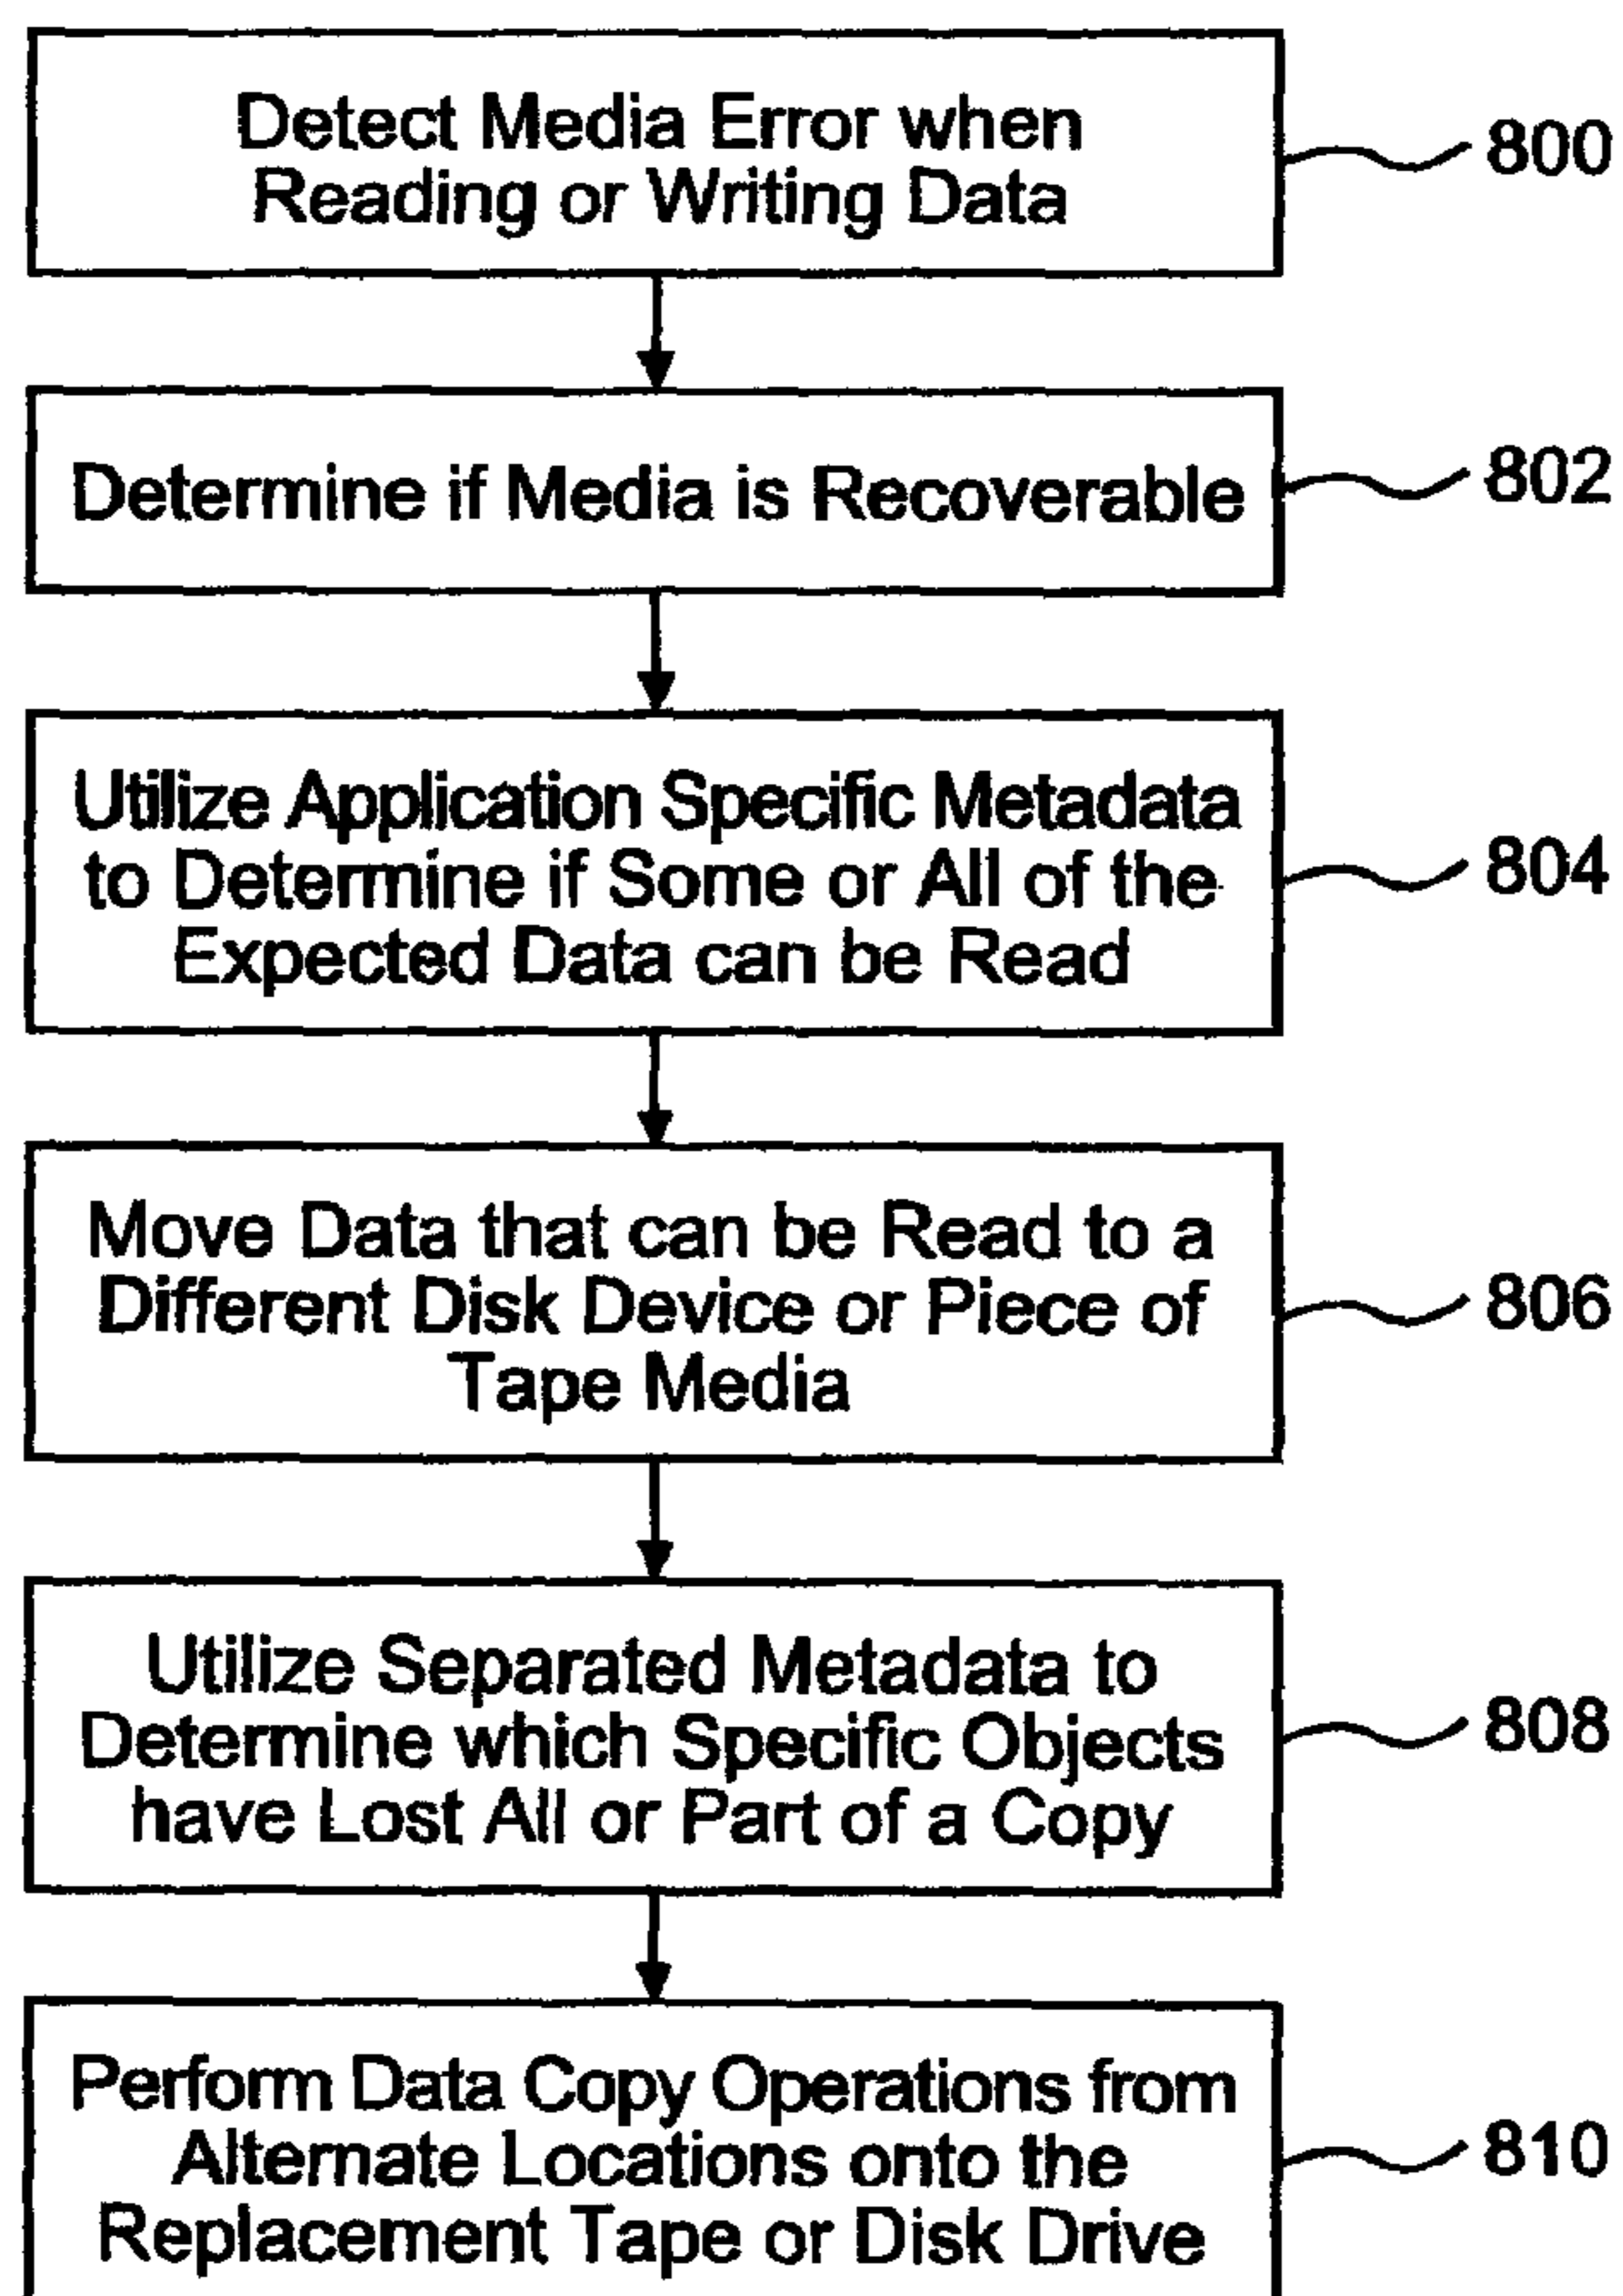 Detect Media Error when
Reading or Writing Data
800
Determine if Media is Recoverable
802
Utilize Application Specific Metadata
to Determine if Some or All of the
Expected Data can be Read
804
Move Data that can be Read to a
Different Disk Device or Piece of
Tape Media
806
Utilize Separated Metadata to
Determine which Specific Objects
have Lost All or Part of a Copy
808
Perform Data Copy Operations from
Alternate Locations onto the
Replacement Tape or Disk Drive
810